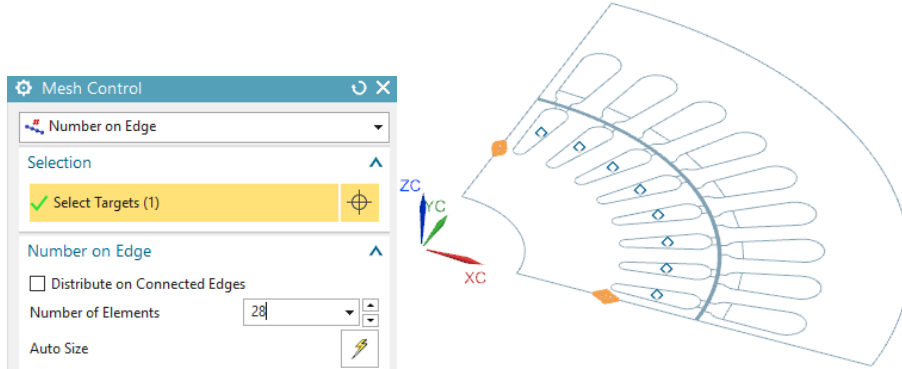 Mesh Control
# Number on Edge
Selection
Select Targets (1)
Number on Edge
Distribute on Connected Edges
Number of Elements 28
Auto Size
ZC
YC
XC